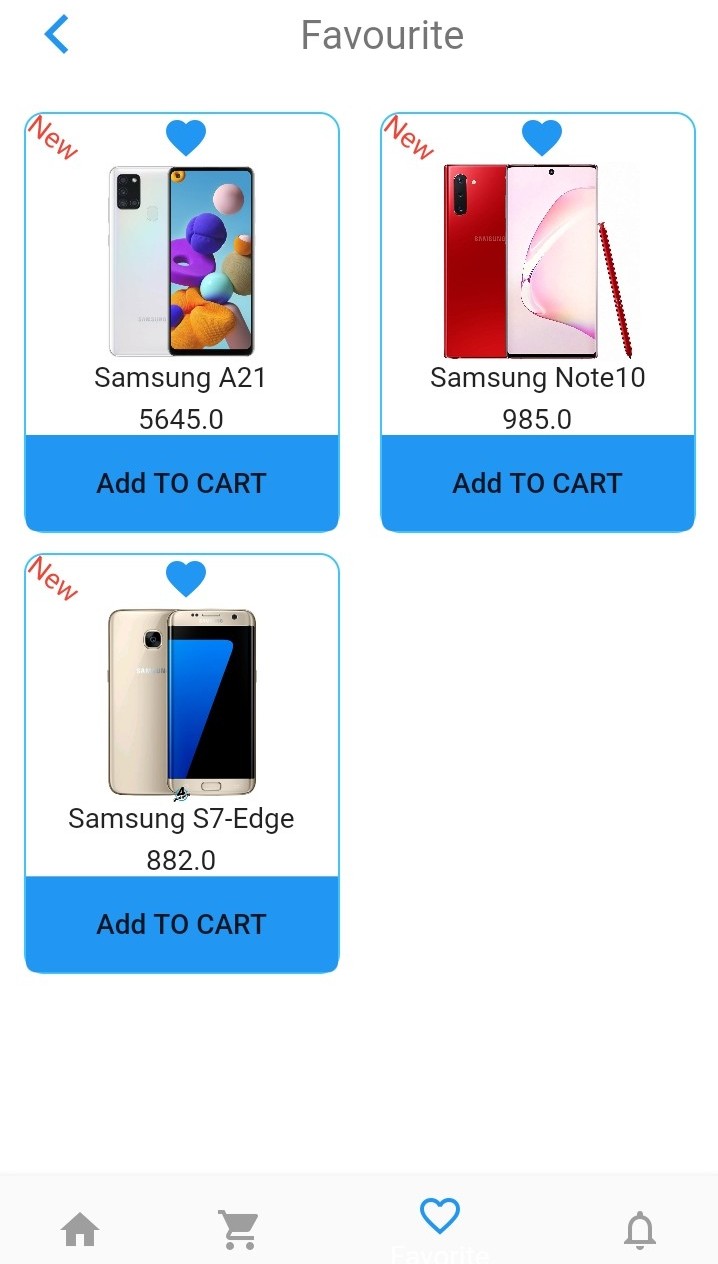 Favourite
New
Samsung A21
5645.0
Add TO CART
New
SAMSUNG
Samsung Note10
985.0
Add TO CART
New
Samsung S7-Edge
882.0
Add TO CART
Favorite